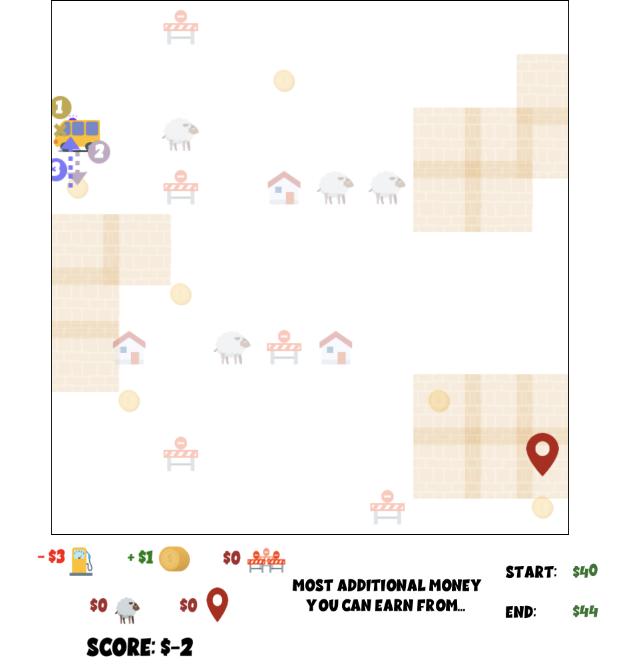 1
2
3
- $3
+ $1
$0
$0
$0
MOST ADDITIONAL MONEY
YOU CAN EARN FROM...
START: $40
END: $44
SCORE: $-2